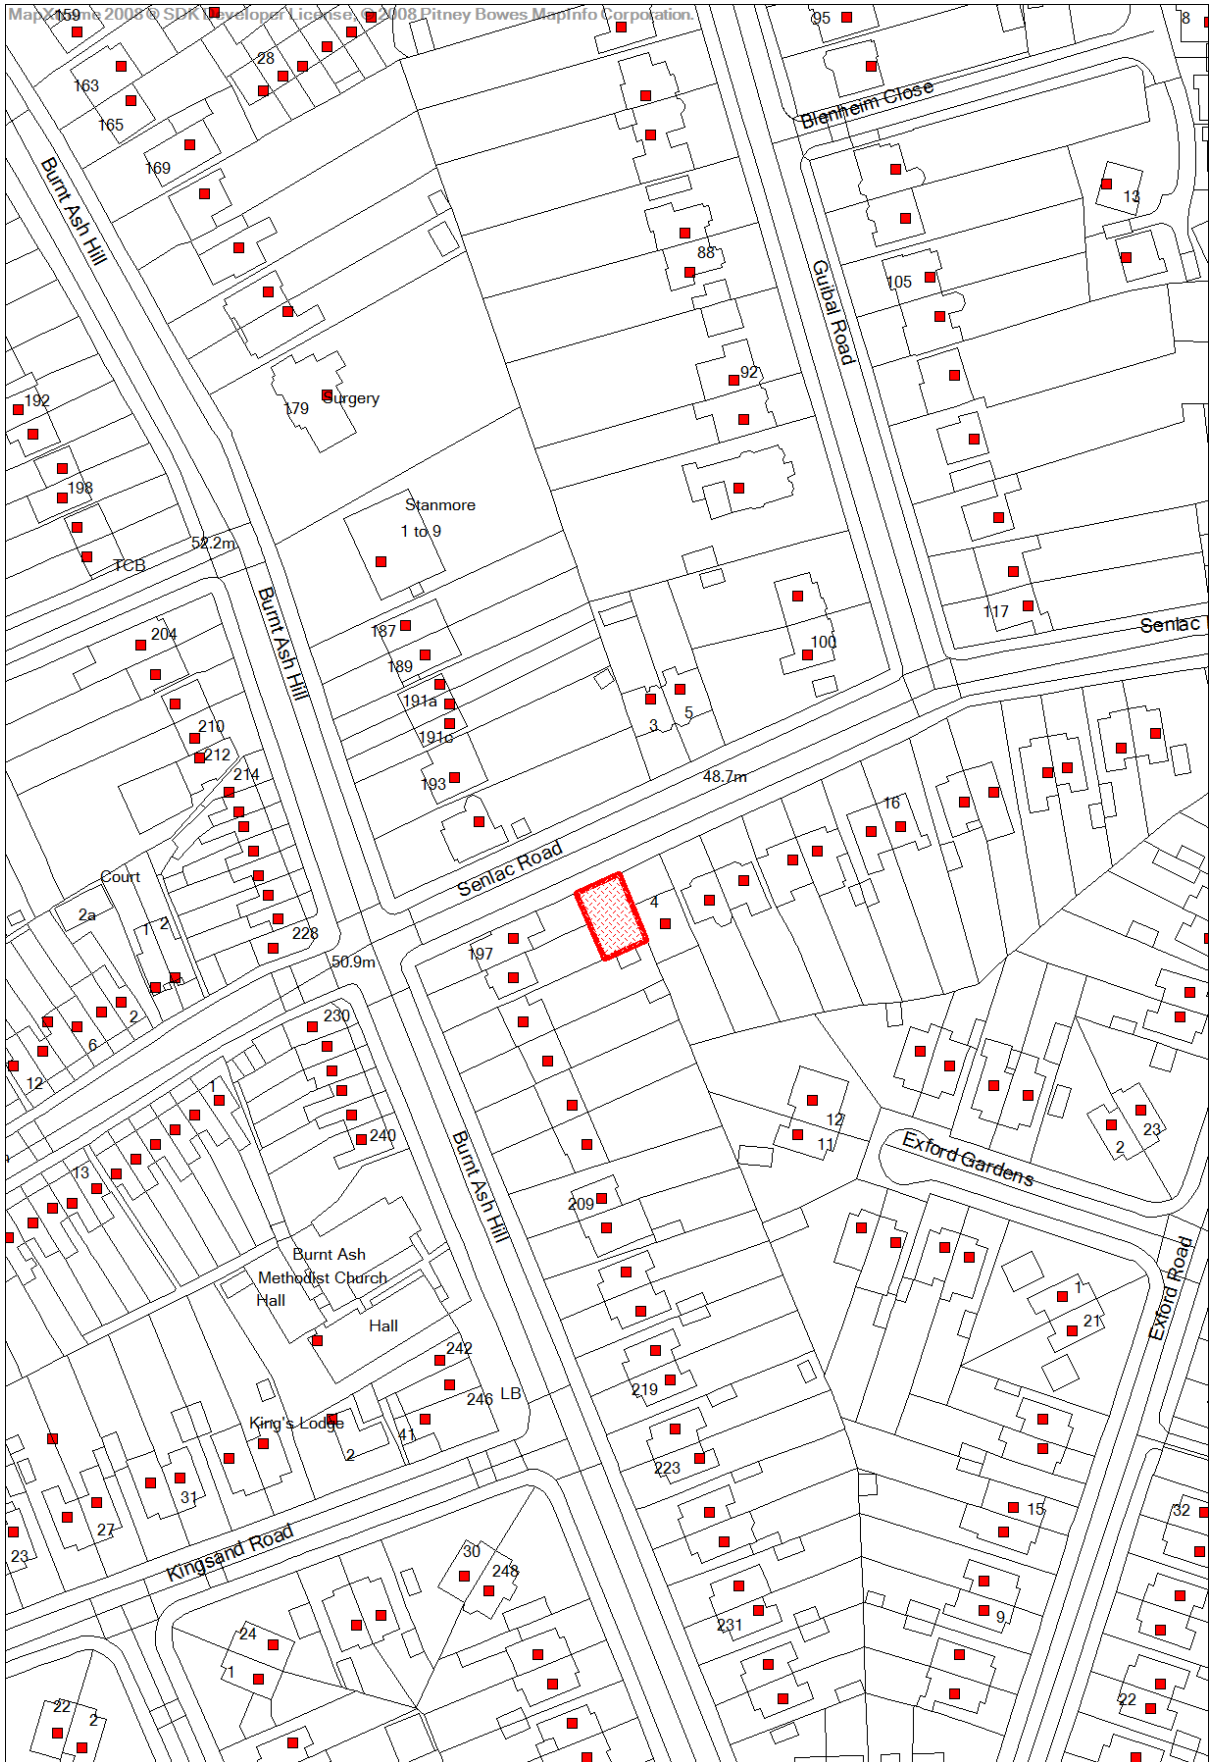 MapXtreme 2008 ® SDK Developer License. © 2008 Pitney Bowes MapInfo Corporation.
159
28
95
8
163
165
169
Blenheim Close
Burnt Ash Hill
13
88
Guibal Road
105
92
192
179
Surgery
198
Stanmore
1 to 9
52.2m
TCB
Burnt Ash Hill
187
189
117
Senlac
204
100
191a
191c
3
5
210
212
214
193
48.7m
16
Senlac Road
Court
2a
1
2
4
228
197
50.9m
2
6
12
230
1
240
12
11
23
2
Exford Gardens
13
Burnt Ash Hill
209
Burnt Ash
Methodist Church
Hall
Hall
Exford Road
1
21
242
246
LB
219
King's Lodge
2
41
223
31
27
23
15
32
Kingsand Road
30
248
231
9
24
1
22
2
22